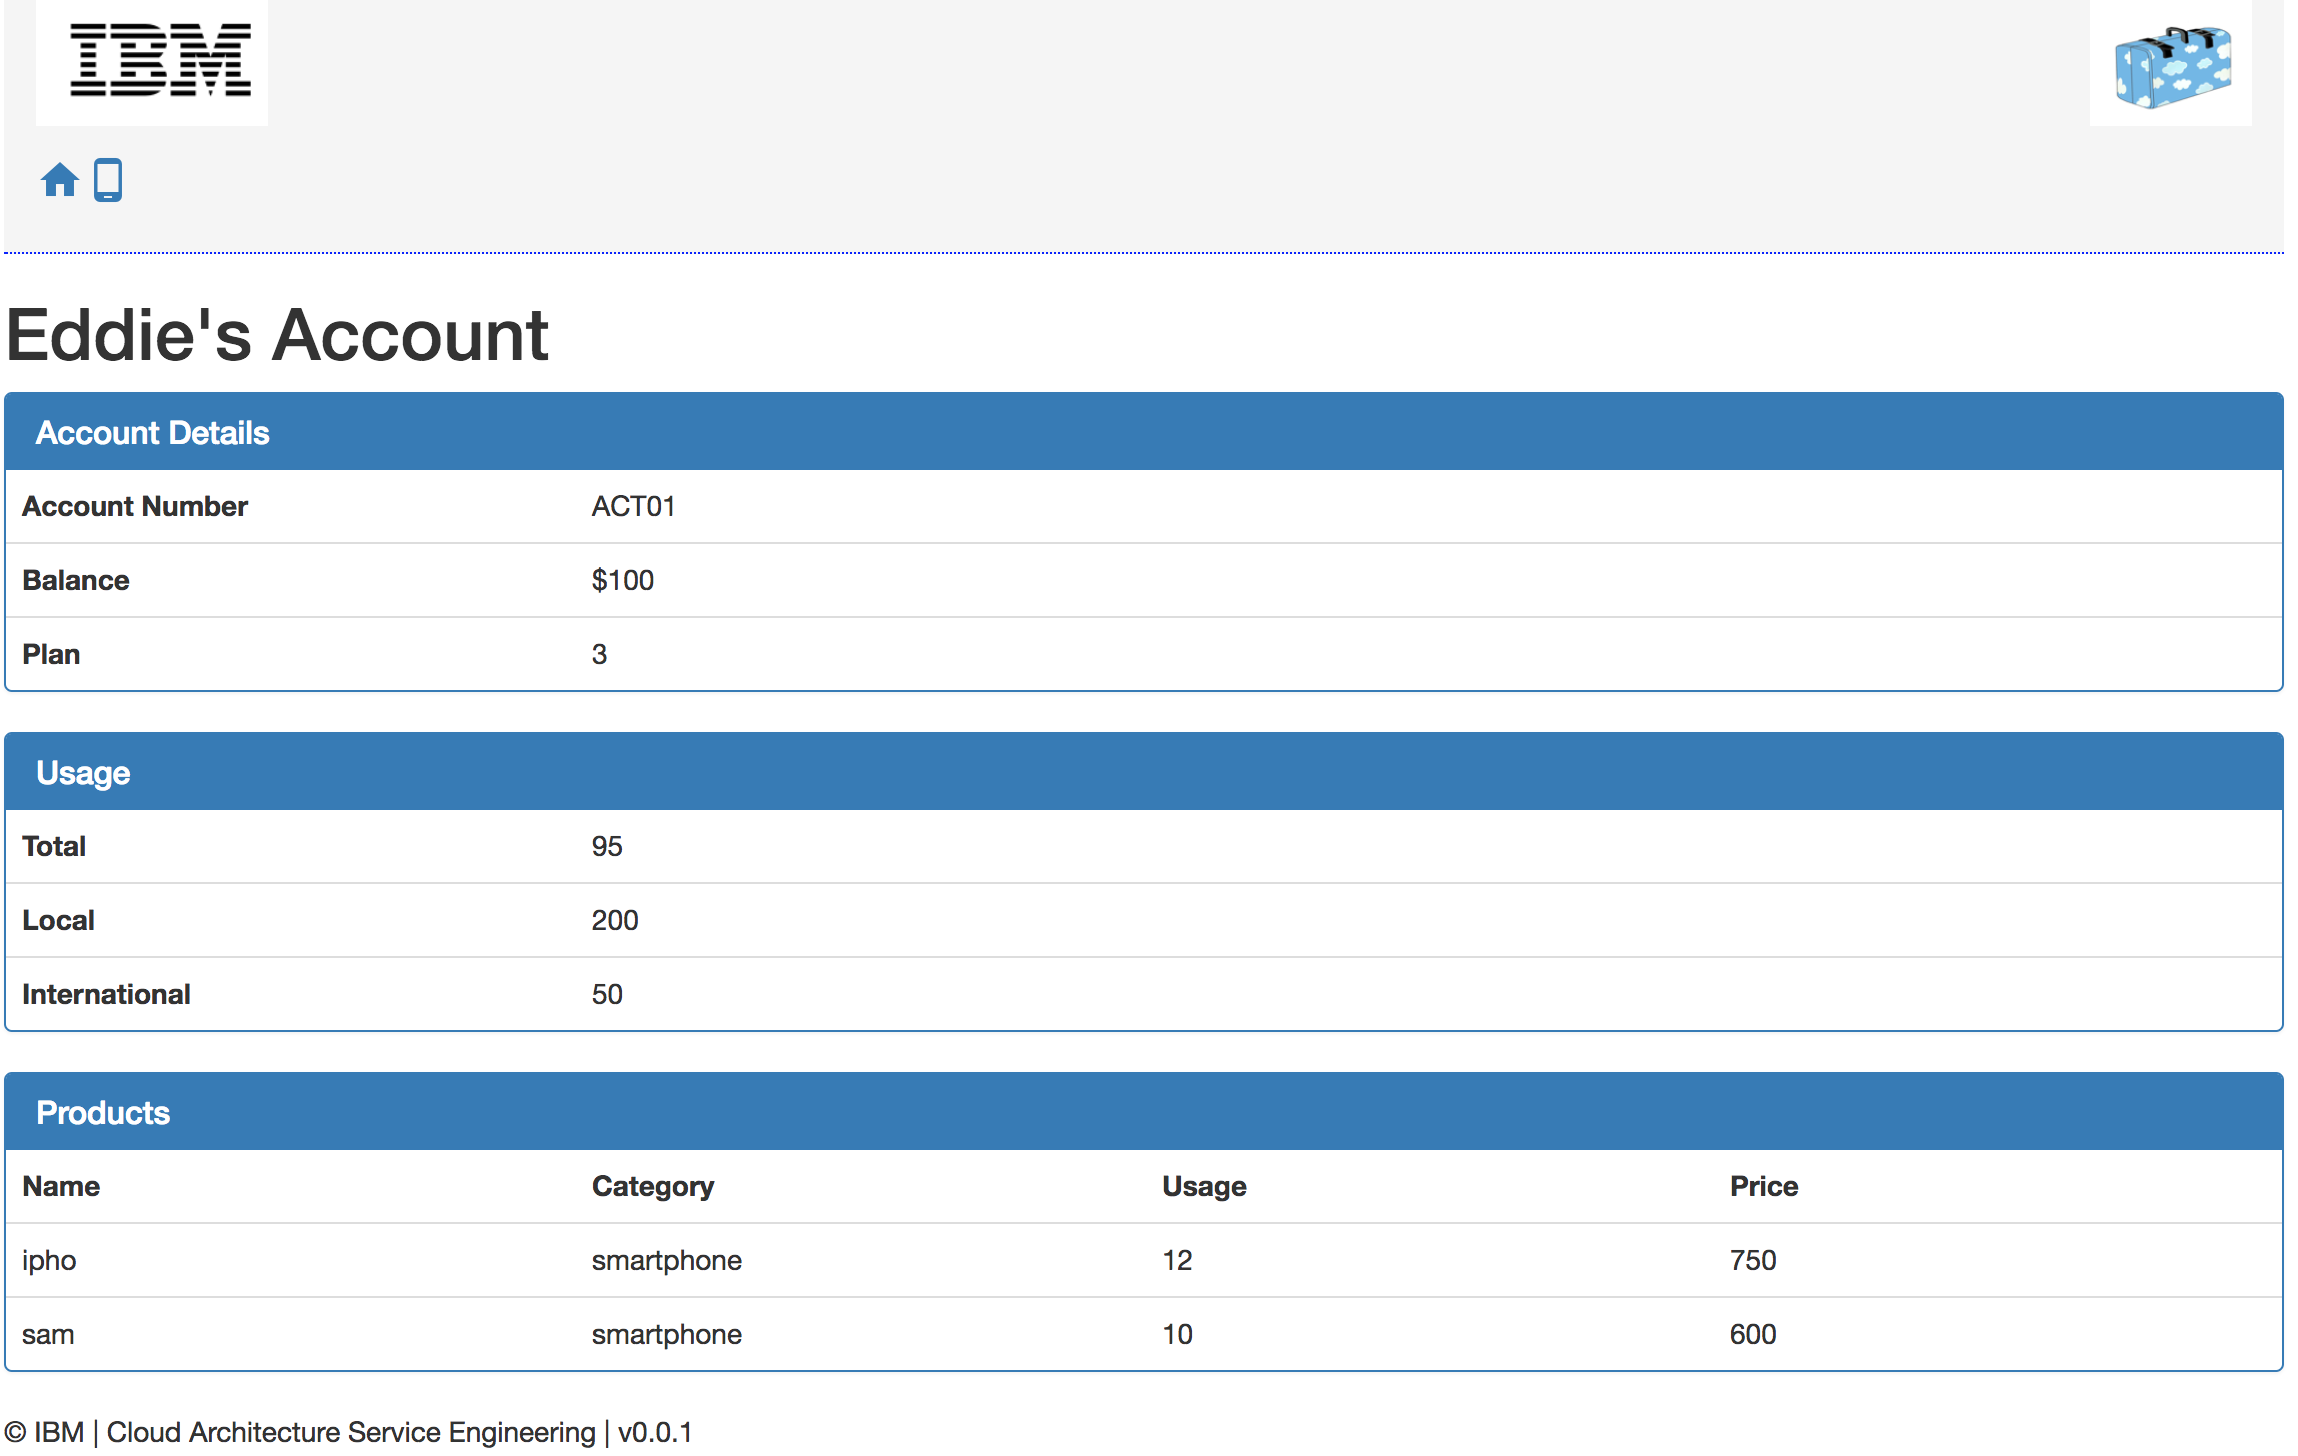 IBM
Eddie's Account
Account Details
Account Number ACT01
Balance $100
Plan 3
Usage
Total 95
Local 200
International 50
Products
Name Category Usage Price
ipho smartphone 12 750
sam smartphone 10 600
© IBM | Cloud Architecture Service Engineering | v0.0.1